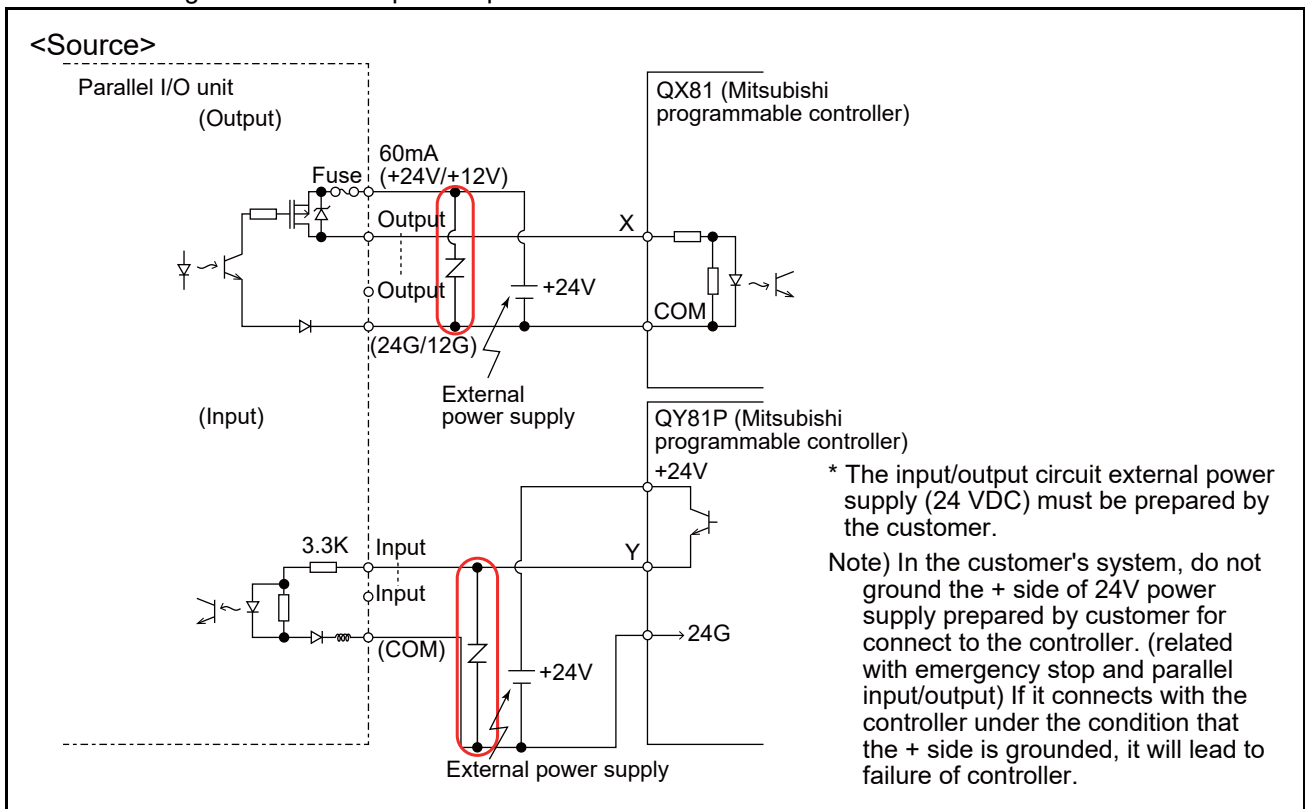 <Source>
Parallel I/O unit
(Output)
QX81 (Mitsubishi
programmable controller)
60mA
(+24V/+12V)
Fuse
Output
X
Output
+24V
COM
(24G/12G)
External
power supply
(Input)
QY81P (Mitsubishi
programmable controller)
+24V
3.3K
Input
Y
Input
(COM)
24G
+24V
External power supply
* The input/output circuit external power
supply (24 VDC) must be prepared by
the customer.
Note) In the customer's system, do not
ground the + side of 24V power
supply prepared by customer for
connect to the controller. (related
with emergency stop and parallel
input/output) If it connects with the
controller under the condition that
the + side is grounded, it will lead to
failure of controller.